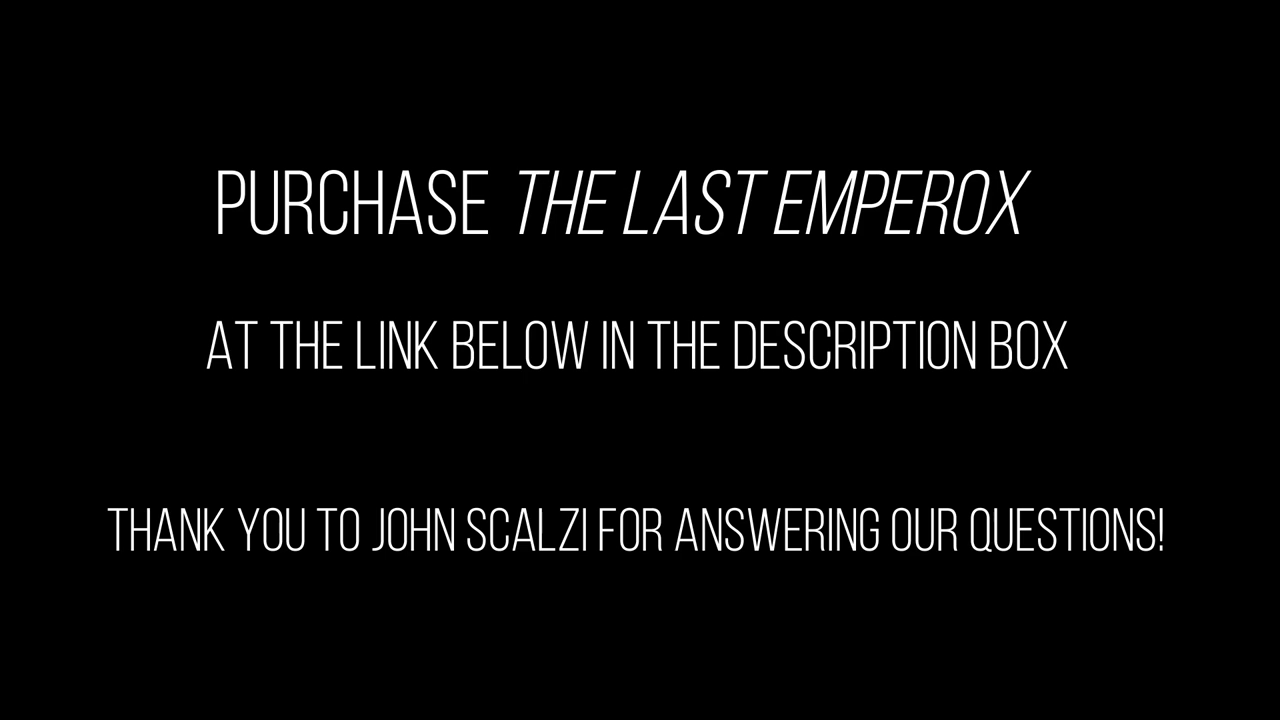 PURCHASE THE LAST EMPEROX
AT THE LINK BELOW IN THE DESCRIPTION BOX
THANK YOU TO JOHN SCALZI FOR ANSWERING OUR QUESTIONS!